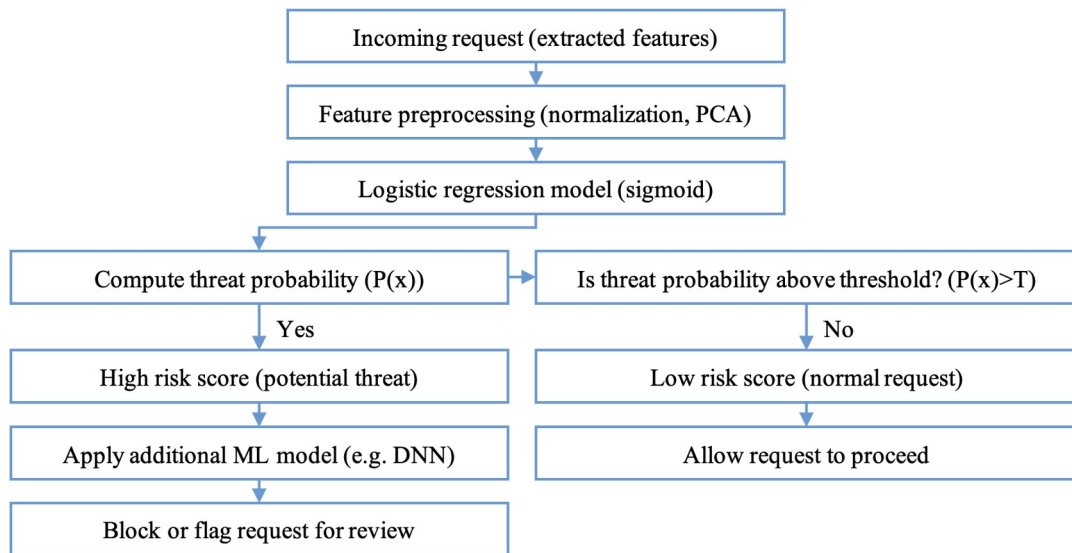 Incoming request (extracted features)
Feature preprocessing (normalization, PCA)
Logistic regression model (sigmoid)
Compute threat probability (P(x))
Is threat probability above threshold? (P(x)>T)
Yes
No
High risk score (potential threat)
Low risk score (normal request)
Apply additional ML model (e.g. DNN)
Allow request to proceed
Block or flag request for review